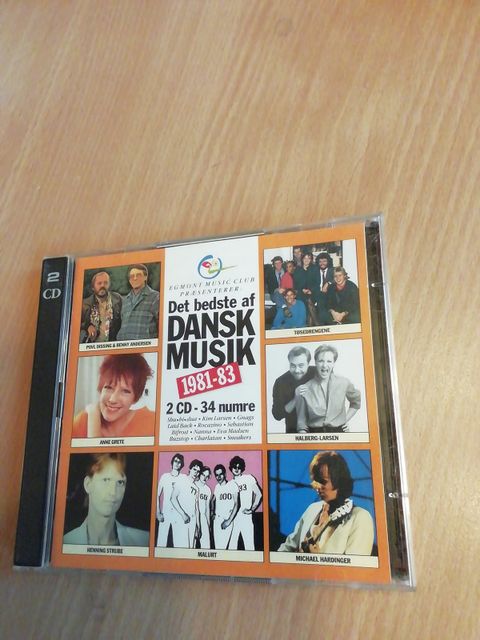 2
CD
EGMONT MUSIC CLUB
PRÆSENTERER:
Det bedste af
DANSK
MUSIK
1981-83
2 CD - 34 numre
Shu•bi•dua • Kim Larsen • Gnags
Laid Back • Rocazino • Sebastian
Bifrost • Nanna • Eva Madsen
Buzstop • Charlatan • Sneakers
POVL DISSING & BENNY ANDERSEN
TØSEDRENGENE
ANNE GRETE
HALBERG-LARSEN
HENNING STRUBE
MALURT
MICHAEL HARDINGER